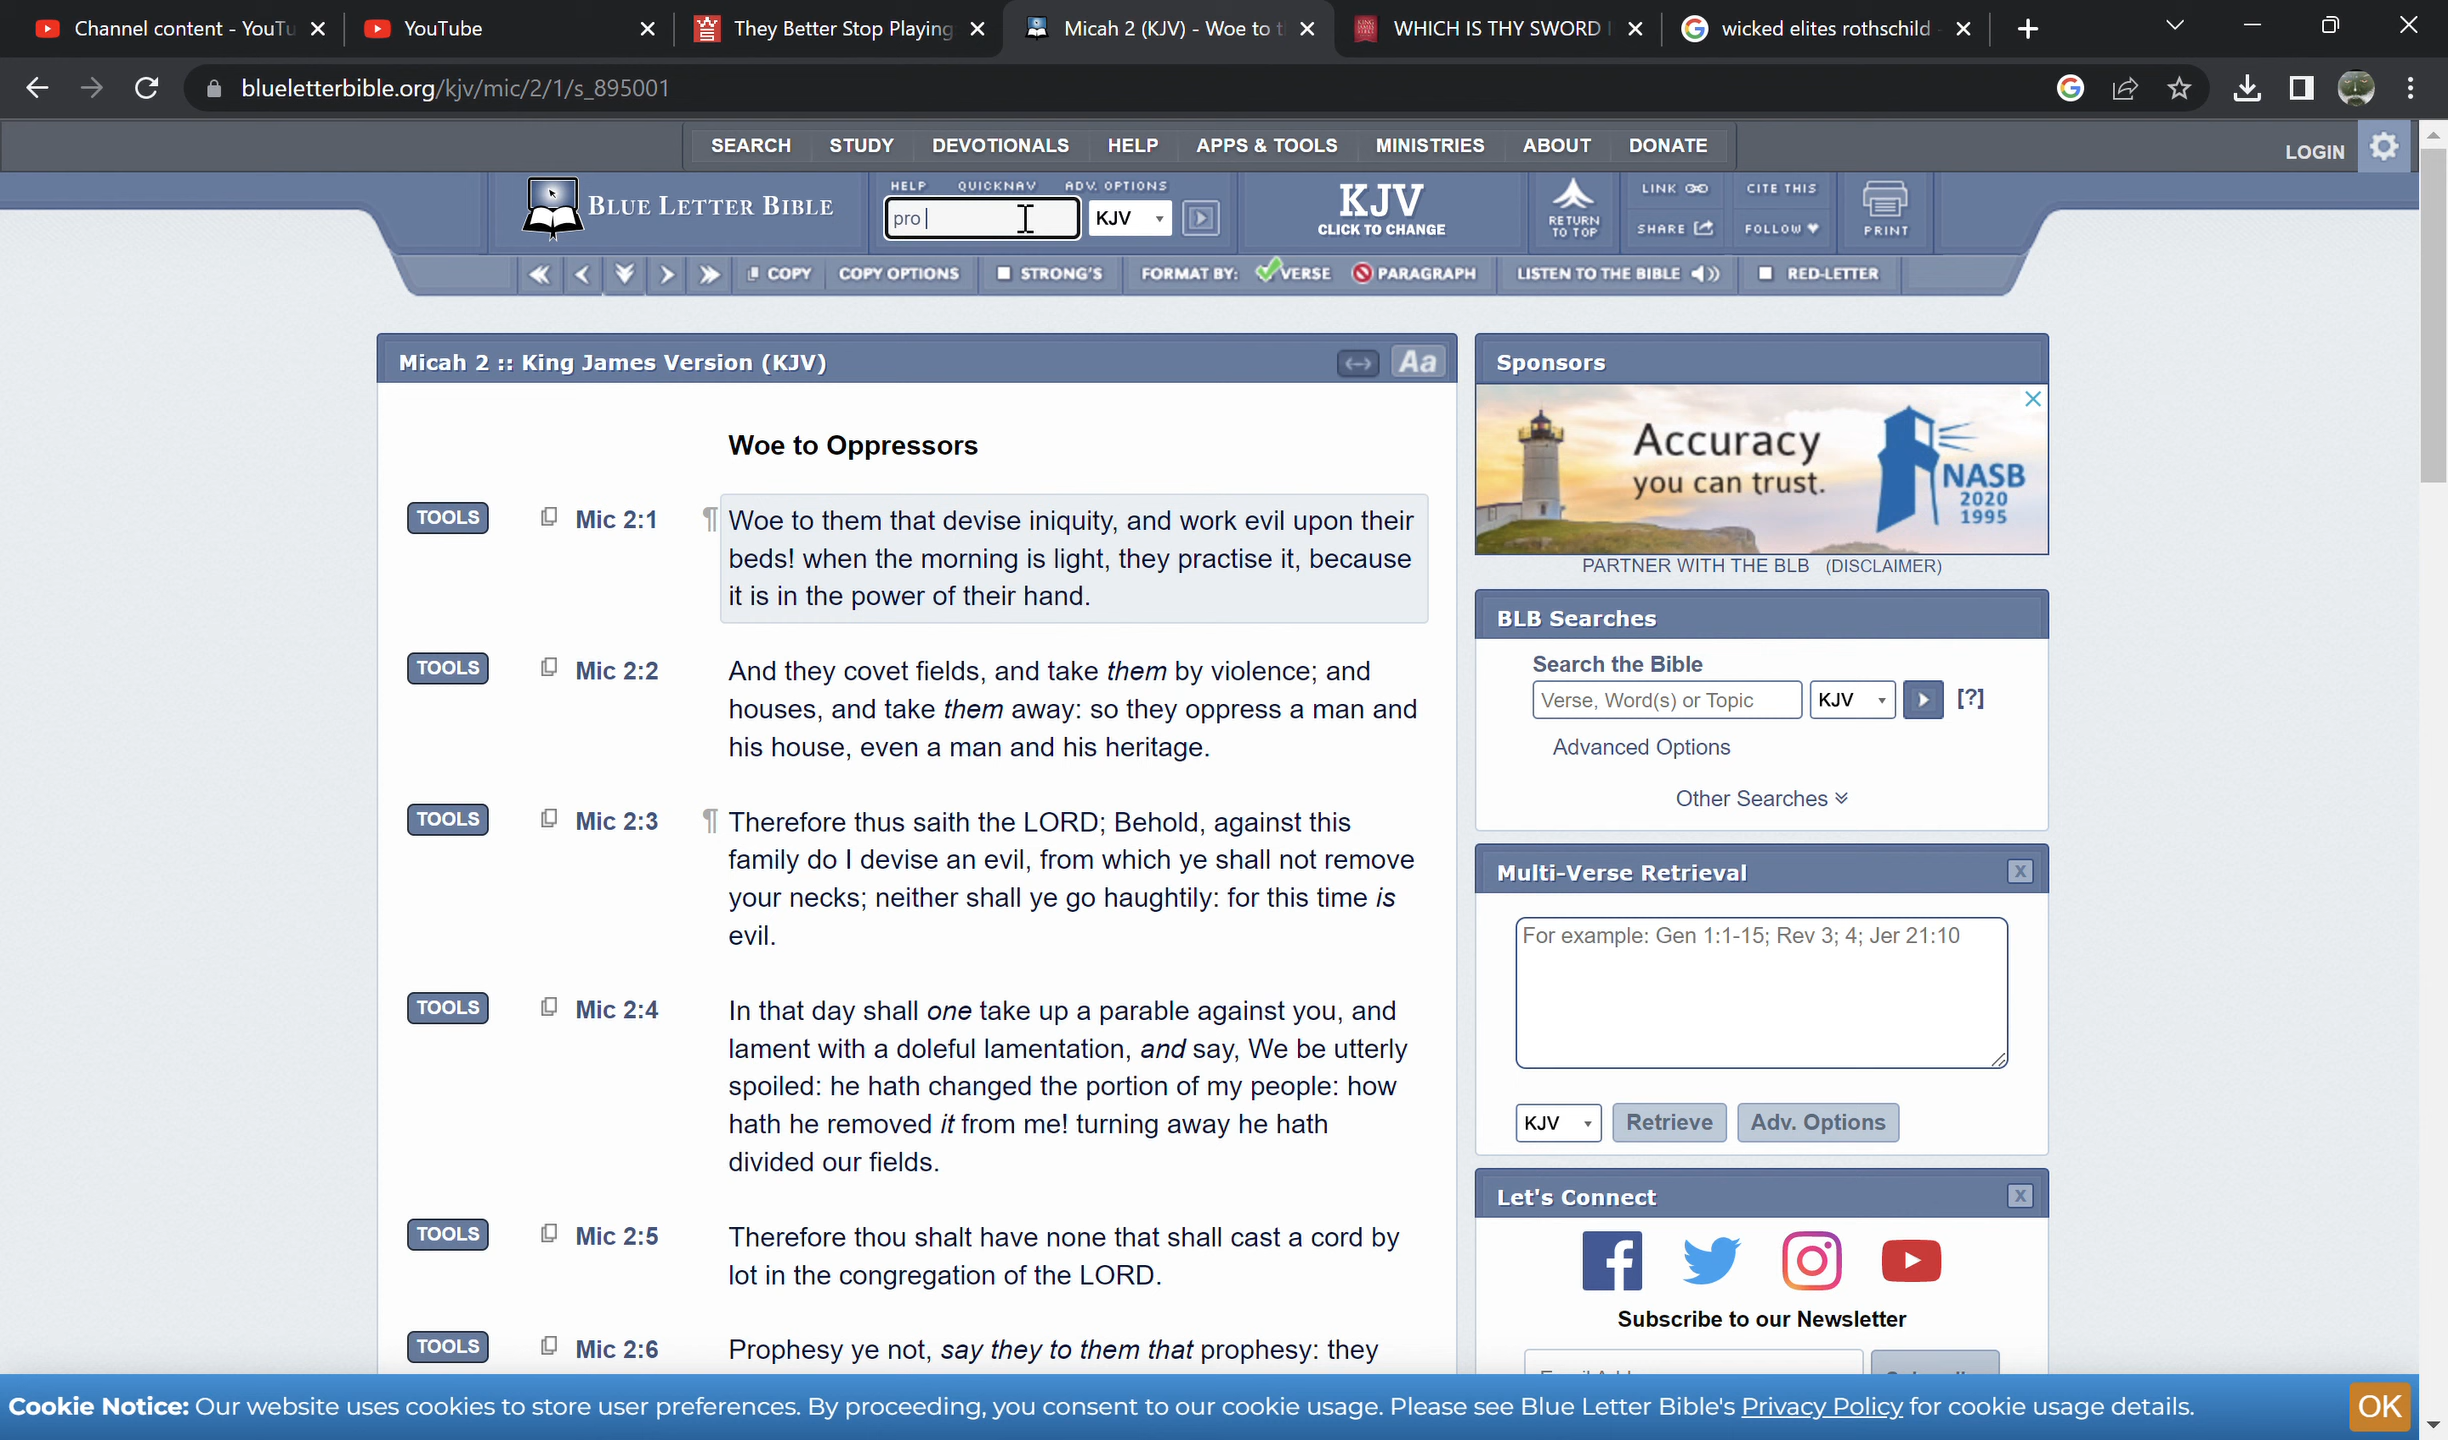 Channel content - YouTu
YouTube
They Better Stop Playing
Micah 2 (KJV) - Woe to t
WHICH IS THY SWORD
wicked elites rothschild
blueletterbible.org/kjv/mic/2/1/s_895001
SEARCH STUDY DEVOTIONALS HELP APPS & TOOLS MINISTRIES ABOUT DONATE
LOGIN
BLUE LETTER BIBLE
HELP QUICKNAV ADV. OPTIONS
pro
KJV
KJV
CLICK TO CHANGE
RETURN
TO TOP
LINK
CITE THIS
SHARE
FOLLOW
PRINT
COPY COPY OPTIONS STRONG'S FORMAT BY: VERSE PARAGRAPH LISTEN TO THE BIBLE RED-LETTER
Micah 2 :: King James Version (KJV)
Aa
Woe to Oppressors
TOOLS Mic 2:1 ¶ Woe to them that devise iniquity, and work evil upon their
beds! when the morning is light, they practise it, because
it is in the power of their hand.
TOOLS Mic 2:2 And they covet fields, and take them by violence; and
houses, and take them away: so they oppress a man and
his house, even a man and his heritage.
TOOLS Mic 2:3 ¶ Therefore thus saith the LORD; Behold, against this
family do I devise an evil, from which ye shall not remove
your necks; neither shall ye go haughtily: for this time is
evil.
TOOLS Mic 2:4 In that day shall one take up a parable against you, and
lament with a doleful lamentation, and say, We be utterly
spoiled: he hath changed the portion of my people: how
hath he removed it from me! turning away he hath
divided our fields.
TOOLS Mic 2:5 Therefore thou shalt have none that shall cast a cord by
lot in the congregation of the LORD.
TOOLS Mic 2:6 Prophesy ye not, say they to them that prophesy: they
Sponsors
Accuracy
you can trust.
NASB
2020
1995
PARTNER WITH THE BLB (DISCLAIMER)
BLB Searches
Search the Bible
Verse, Word(s) or Topic KJV [?]
Advanced Options
Other Searches
Multi-Verse Retrieval X
For example: Gen 1:1-15; Rev 3; 4; Jer 21:10
KJV Retrieve Adv. Options
Let's Connect X
Subscribe to our Newsletter
Cookie Notice: Our website uses cookies to store user preferences. By proceeding, you consent to our cookie usage. Please see Blue Letter Bible's Privacy Policy for cookie usage details.
OK